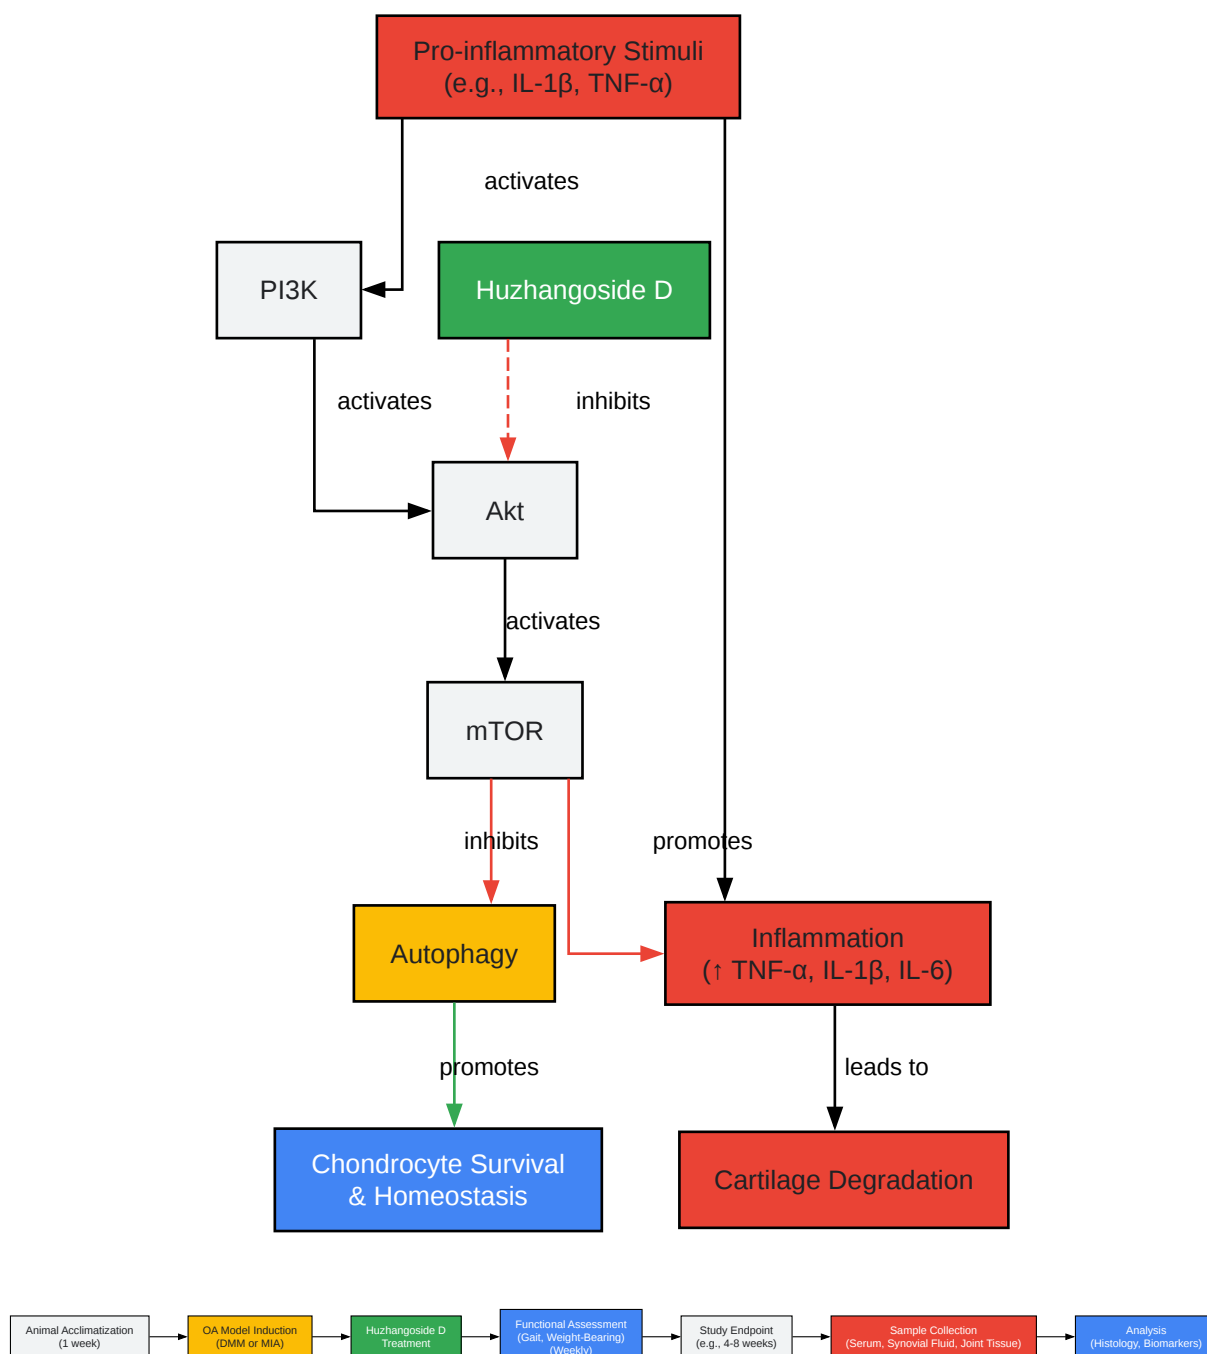 Pro-inflammatory Stimuli
(e.g., IL-1β, TNF-α)
activates
PI3K
Huzhangoside D
activates
inhibits
Akt
activates
mTOR
inhibits
promotes
Autophagy
Inflammation
(↑ TNF-α, IL-1β, IL-6)
promotes
leads to
Chondrocyte Survival
& Homeostasis
Cartilage Degradation
Animal Acclimatization
(1 week)
OA Model Induction
(DMM or MIA)
Huzhangoside D
Treatment
Functional Assessment
(Gait, Weight-Bearing)
(Weekly)
Study Endpoint
(e.g., 4-8 weeks)
Sample Collection
(Serum, Synovial Fluid, Joint Tissue)
Analysis
(Histology, Biomarkers)